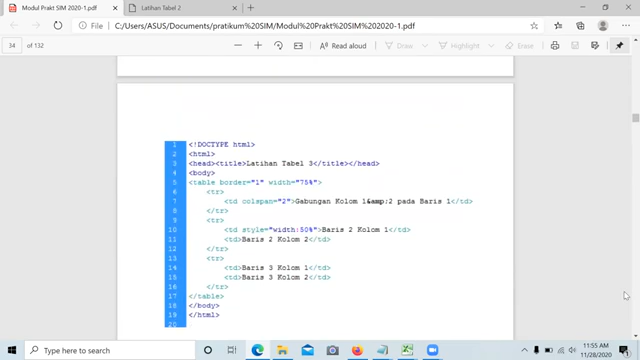 Modul Prakt SIM 2020-1.pdf
Latihan Tabel 2
File
C:/Users/ASUS/Documents/pratikum%20SIM/Modul%20Prakt%20SIM%202020-1.pdf
34 of 132
Read aloud
Draw
Highlight
Erase
1 <!DOCTYPE html>
2 <html>
3 <head><title>Latihan Tabel 3</title></head>
4 <body>
5 <table border="1" width="75%">
6 <tr>
7 <td colspan="2">Gabungan Kolom 1&amp;2 pada Baris 1</td>
8 </tr>
9 <tr>
10 <td style="width:50%">Baris 2 Kolom 1</td>
11 <td>Baris 2 Kolom 2</td>
12 </tr>
13 <tr>
14 <td>Baris 3 Kolom 1</td>
15 <td>Baris 3 Kolom 2</td>
16 </tr>
17 </table>
18 </body>
19 </html>
20
Type here to search
11:55 AM
11/28/2020